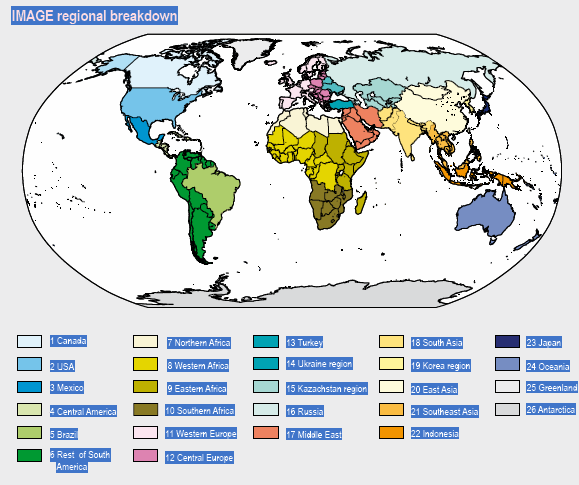 IMAGE regional breakdown
1 Canada
2 USA
3 Mexico
4 Central America
5 Brazil
6 Rest of South
America
7 Northern Africa
8 Western Africa
9 Eastern Africa
10 Southern Africa
11 Western Europe
12 Central Europe
13 Turkey
14 Ukraine region
15 Kazachstan region
16 Russia
17 Middle East
18 South Asia
19 Korea region
20 East Asia
21 Southeast Asia
22 Indonesia
23 Japan
24 Oceania
25 Greenland
26 Antarctica